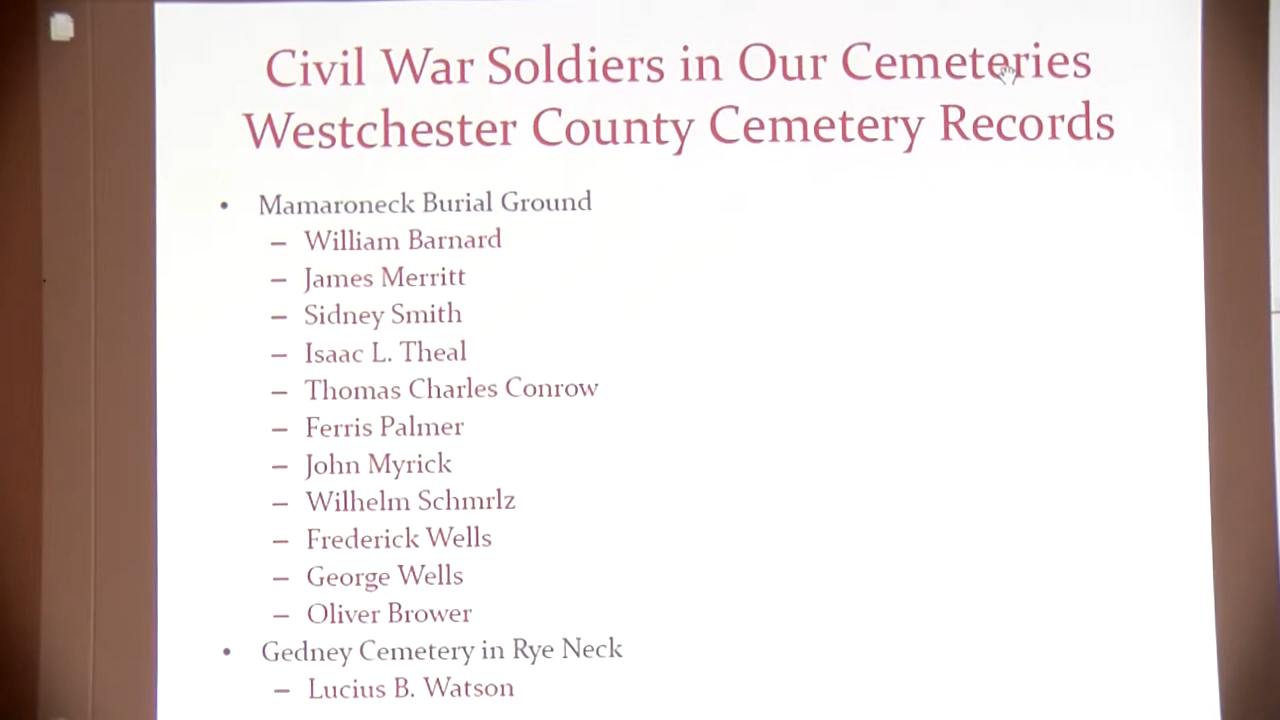 Civil War Soldiers in Our Cemeteries
Westchester County Cemetery Records
• Mamaroneck Burial Ground
– William Barnard
– James Merritt
– Sidney Smith
– Isaac L. Theal
– Thomas Charles Conrow
– Ferris Palmer
– John Myrick
– Wilhelm Schmrlz
– Frederick Wells
– George Wells
– Oliver Brower
• Gedney Cemetery in Rye Neck
– Lucius B. Watson